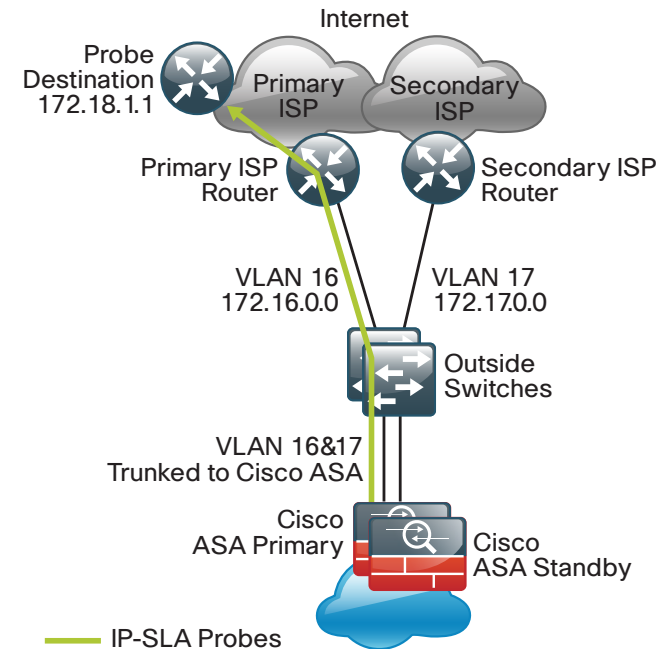 Internet
Probe
Destination
172.18.1.1
Primary
ISP
Secondary
ISP
Primary ISP
Router
Secondary ISP
Router
VLAN 16
172.16.0.0
VLAN 17
172.17.0.0
Outside
Switches
VLAN 16&17
Trunked to Cisco ASA
Cisco
ASA Primary
Cisco
ASA Standby
IP-SLA Probes